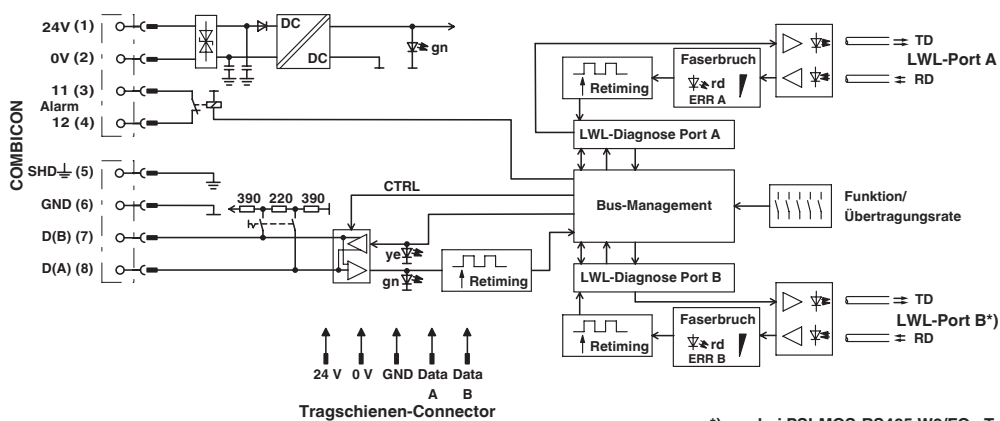 COMBICON
24V (1)
0V (2)
11 (3)
Alarm
12 (4)
SHD (5)
GND (6)
D(B) (7)
D(A) (8)
DC
DC
gn
390 220 390
CTRL
ye
gn
Retiming
Retiming
Faserbruch
rd
ERR A
TD
LWL-Port A
RD
LWL-Diagnose Port A
Bus-Management
Funktion/
Übertragungsrate
LWL-Diagnose Port B
Retiming
Faserbruch
rd
ERR B
TD
LWL-Port B*)
RD
24 V 0 V GND Data Data
A B
Tragschienen-Connector